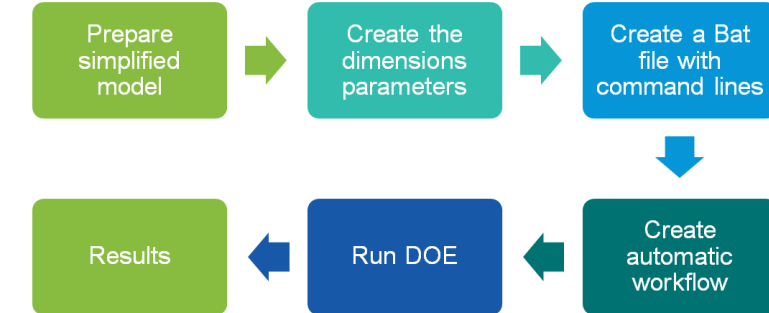 Prepare
simplified
model
Create the
dimensions
parameters
Create a Bat
file with
command lines
Create
automatic
workflow
Run DOE
Results